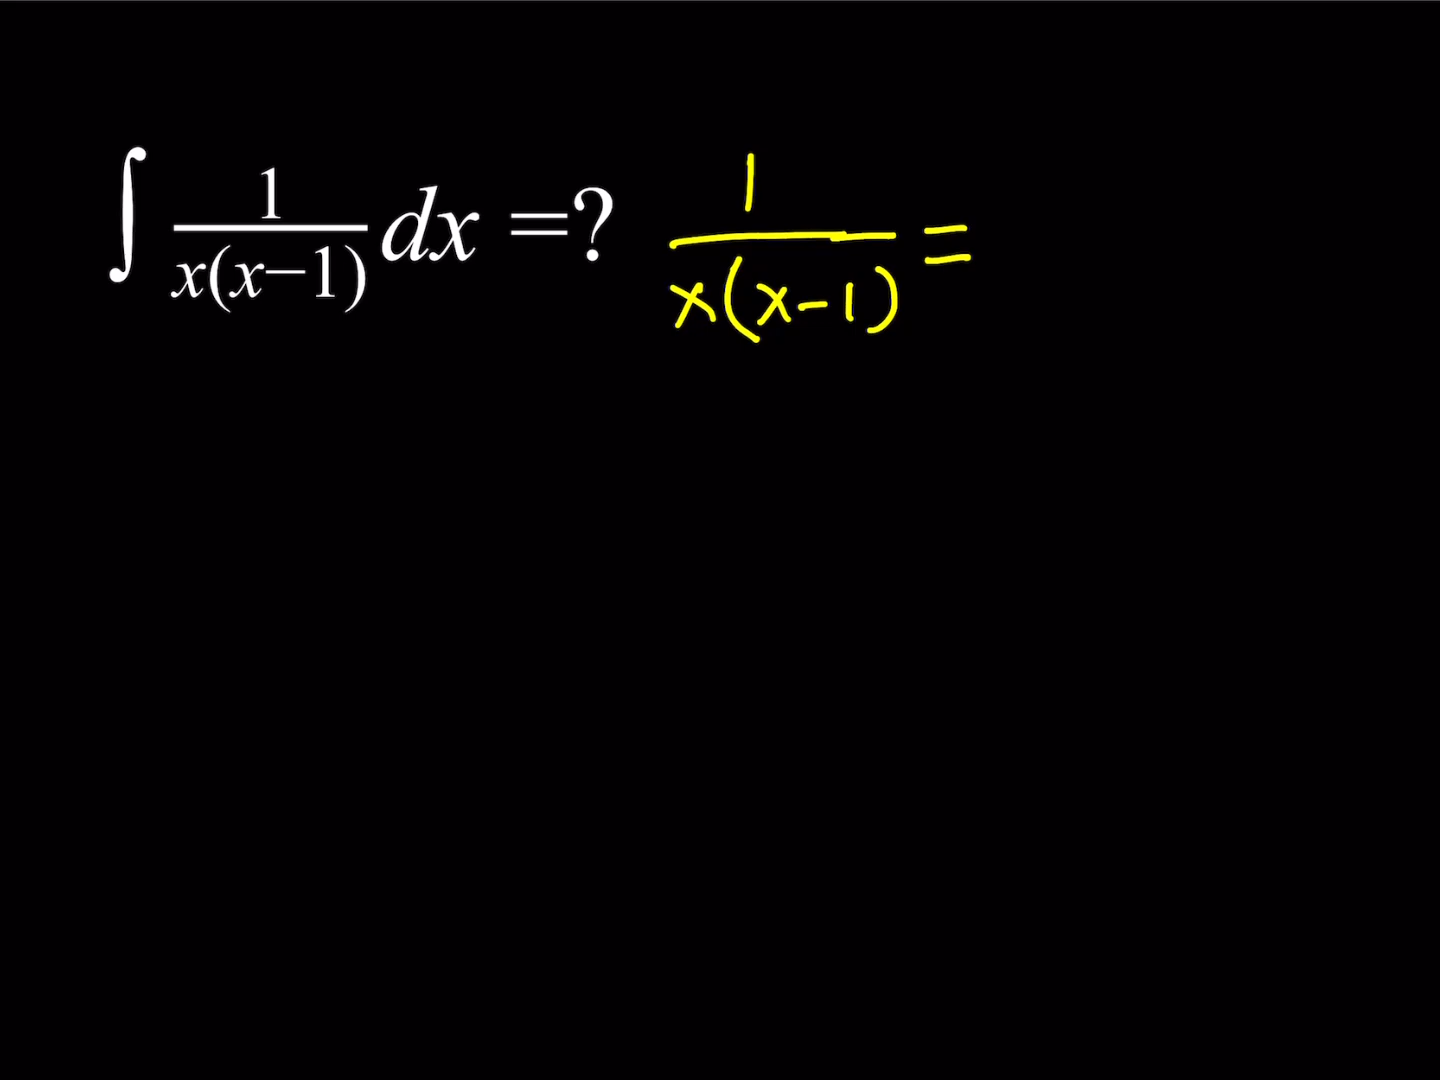 ∫ 1/(x(x−1)) dx =? 1/(x(x−1)) =